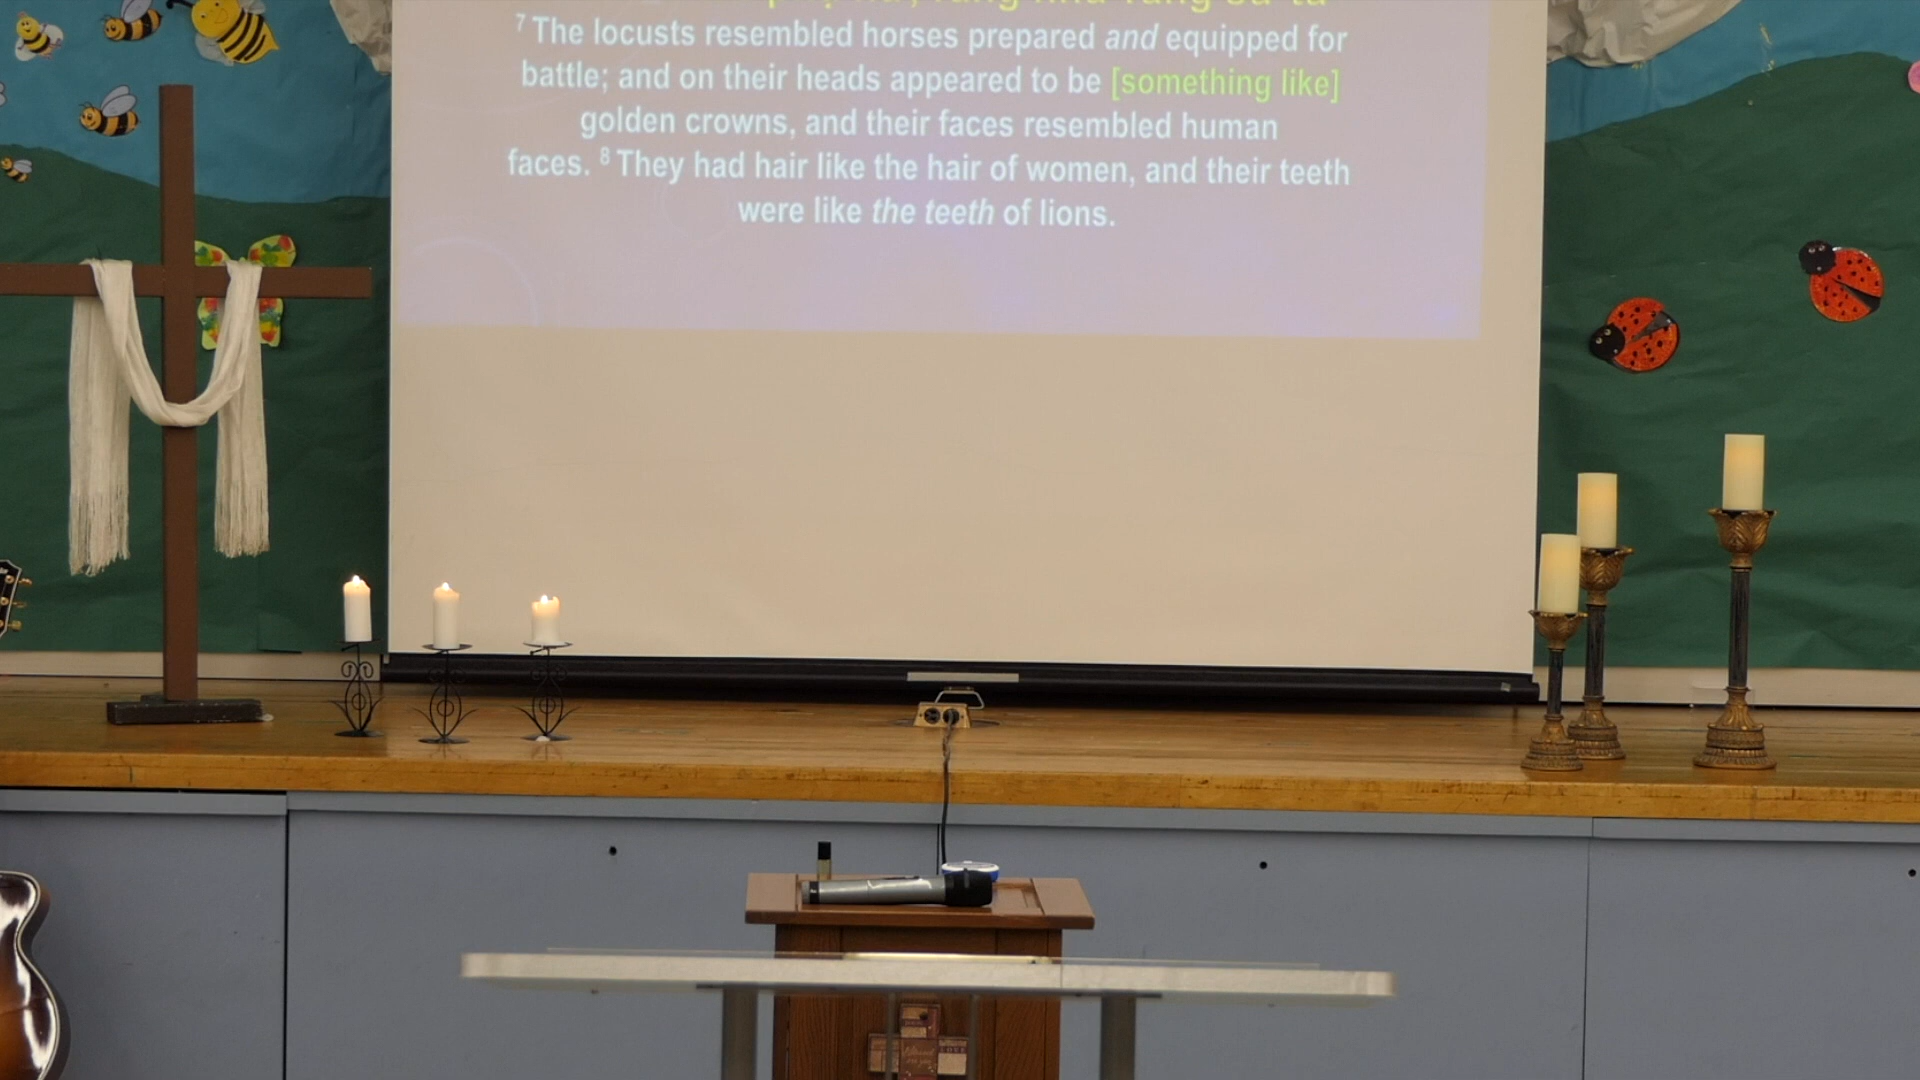 ⁷ The locusts resembled horses prepared and equipped for
battle; and on their heads appeared to be [something like]
golden crowns, and their faces resembled human
faces. ⁸ They had hair like the hair of women, and their teeth
were like the teeth of lions.